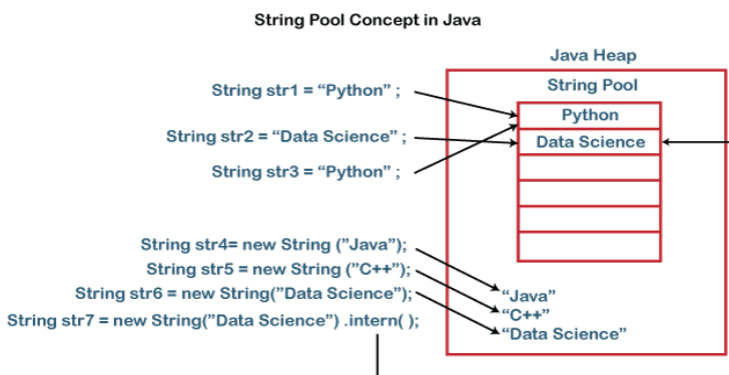 String Pool Concept in Java
Java Heap
String Pool
String str1 = “Python” ;
Python
String str2 = “Data Science” ;
Data Science
String str3 = “Python” ;
String str4= new String (”Java”);
String str5 = new String (”C++”);
String str6 = new String(”Data Science”);
String str7 = new String(”Data Science”) .intern( );
“Java”
“C++”
“Data Science”